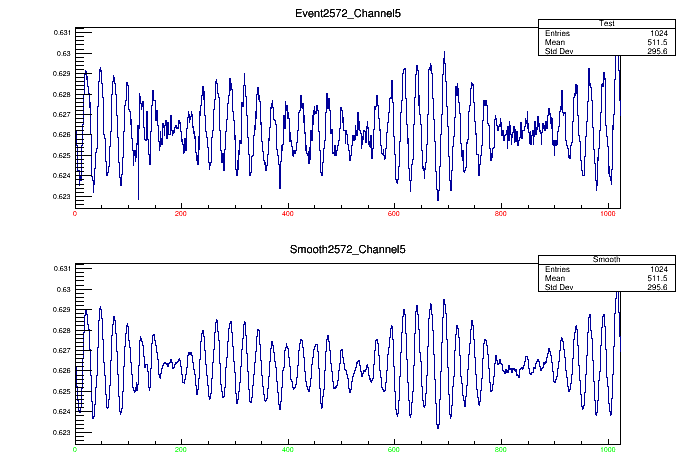 Event2572_Channel5
Test
Entries 1024
Mean 511.5
Std Dev 295.6
0.631
0.63
0.629
0.628
0.627
0.626
0.625
0.624
0.623
0 200 400 600 800 1000
Smooth2572_Channel5
Smooth
Entries 1024
Mean 511.5
Std Dev 295.6
0.631
0.63
0.629
0.628
0.627
0.626
0.625
0.624
0.623
0 200 400 600 800 1000